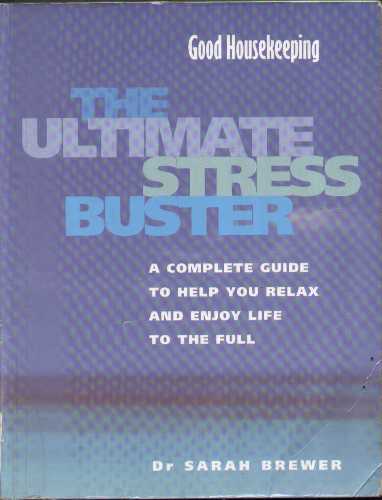 Good Housekeeping
THE
ULTIMATE
STRESS
BUSTER
A COMPLETE GUIDE
TO HELP YOU RELAX
AND ENJOY LIFE
TO THE FULL
Dr SARAH BREWER